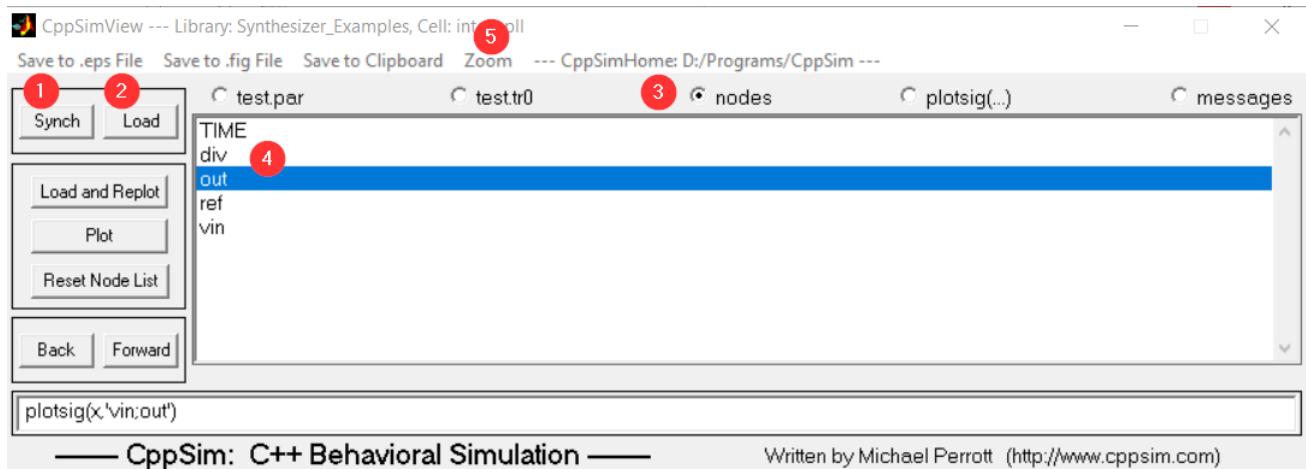 CppSimView --- Library: Synthesizer_Examples, Cell: int pll
5
Save to .eps File Save to .fig File Save to Clipboard Zoom --- CppSimHome: D:/Programs/CppSim ---
1 2 3
test.par test.tr0 nodes plotsig(...) messages
Synch Load
TIME
div
4
out
ref
vin
Load and Replot
Plot
Reset Node List
Back Forward
plotsig(x,'vin;out')
CppSim: C++ Behavioral Simulation
Written by Michael Perrott (http://www.cppsim.com)